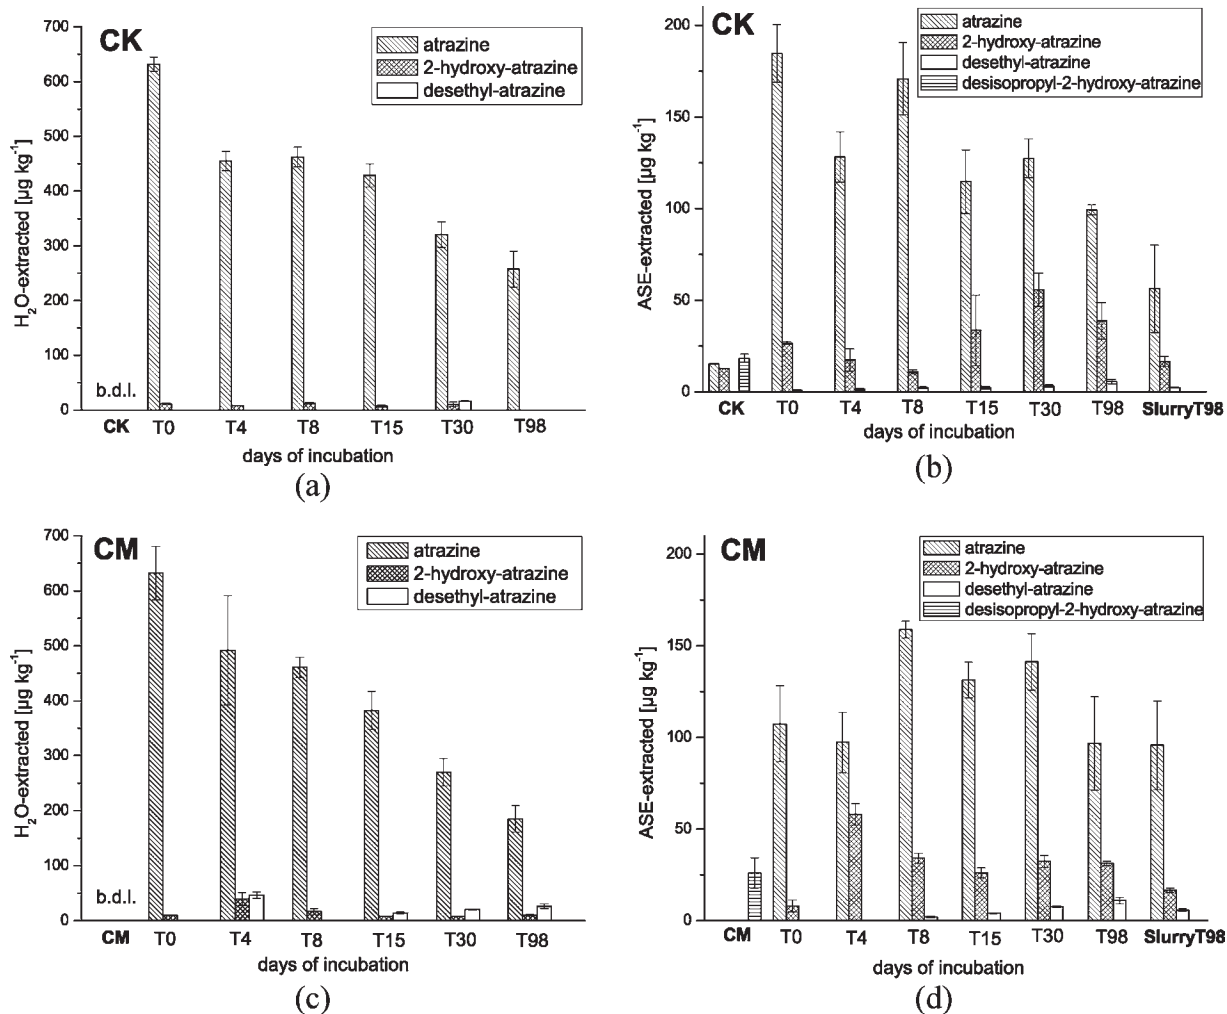 CK
atrazine
2-hydroxy-atrazine
desethyl-atrazine
700
600
500
400
300
200
100
0
H₂O-extracted [µg kg⁻¹]
b.d.l.
CK T0 T4 T8 T15 T30 T98
days of incubation
(a)
CK
atrazine
2-hydroxy-atrazine
desethyl-atrazine
desisopropyl-2-hydroxy-atrazine
200
150
100
50
0
ASE-extracted [µg kg⁻¹]
CK T0 T4 T8 T15 T30 T98 SlurryT98
days of incubation
(b)
CM
atrazine
2-hydroxy-atrazine
desethyl-atrazine
700
600
500
400
300
200
100
0
H₂O-extracted [µg kg⁻¹]
b.d.l.
CM T0 T4 T8 T15 T30 T98
days of incubation
(c)
CM
atrazine
2-hydroxy-atrazine
desethyl-atrazine
desisopropyl-2-hydroxy-atrazine
200
150
100
50
0
ASE-extracted [µg kg⁻¹]
CM T0 T4 T8 T15 T30 T98 SlurryT98
days of incubation
(d)